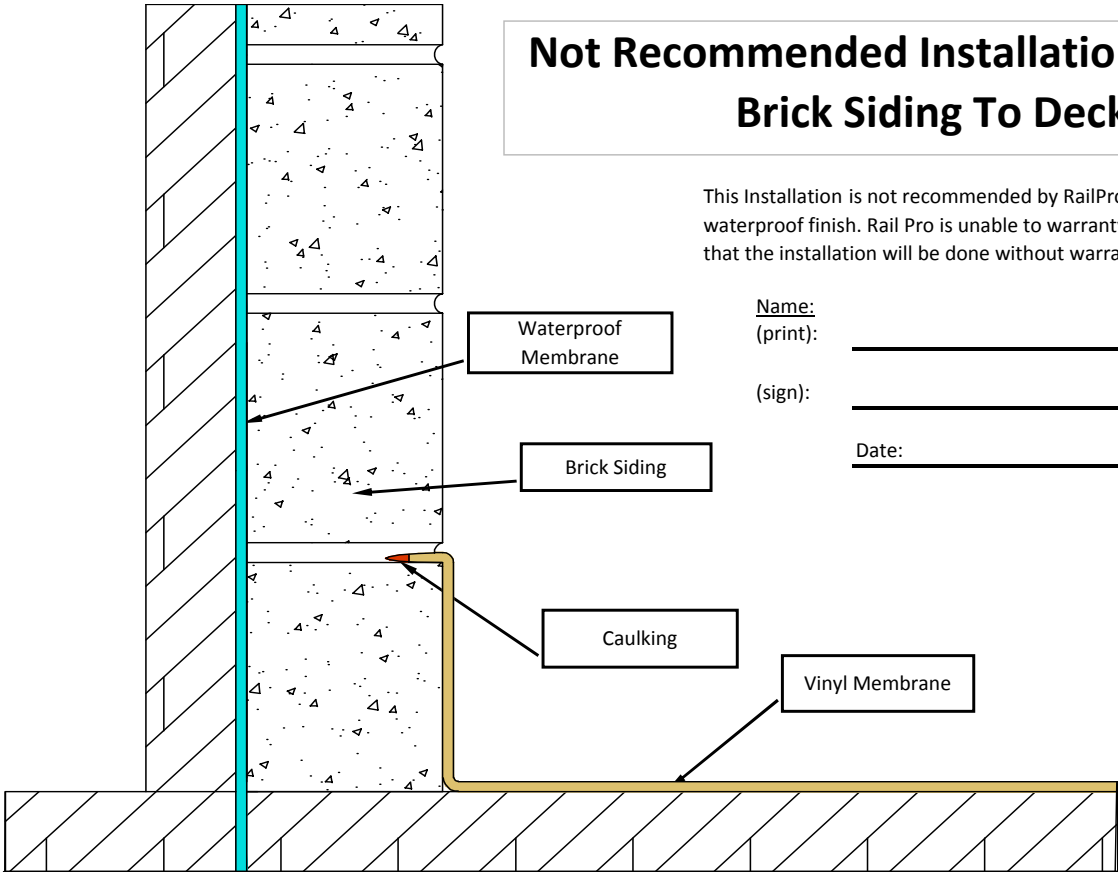 Not Recommended Installatio
Brick Siding To Deck
This Installation is not recommended by RailPro
waterproof finish. Rail Pro is unable to warrant
that the installation will be done without warra
Name:
(print):
(sign):
Date:
Waterproof
Membrane
Brick Siding
Caulking
Vinyl Membrane